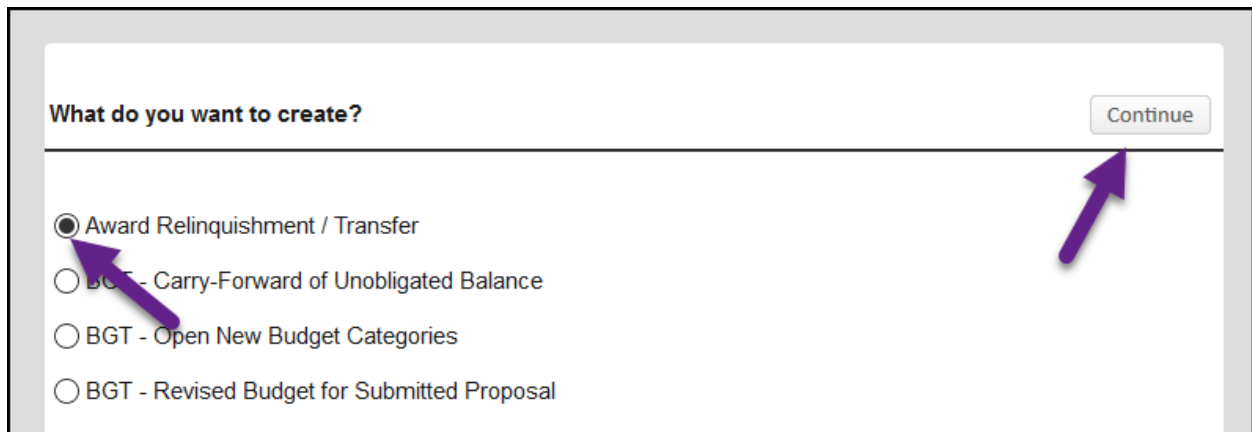 What do you want to create?
Continue
Award Relinquishment / Transfer
BGT - Carry-Forward of Unobligated Balance
BGT - Open New Budget Categories
BGT - Revised Budget for Submitted Proposal